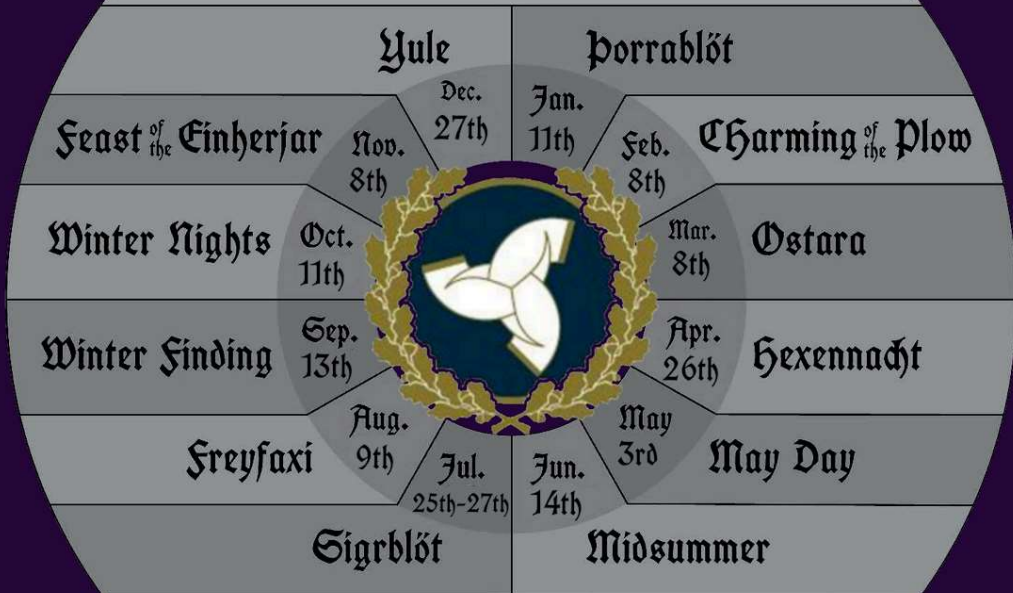 Yule
Dec.
27th
Þorrablöt
Jan.
11th
CHarming of the Plow
Feb.
8th
Ostara
Mar.
8th
Hexennacht
Apr.
26th
May Day
May
3rd
Midsummer
Jun.
14th
Sigrblöt
Jul.
25th-27th
Freyfaxi
Aug.
9th
Winter Finding
Sep.
13th
Winter Nights
Oct.
11th
Feast of the Einherjar
Nov.
8th